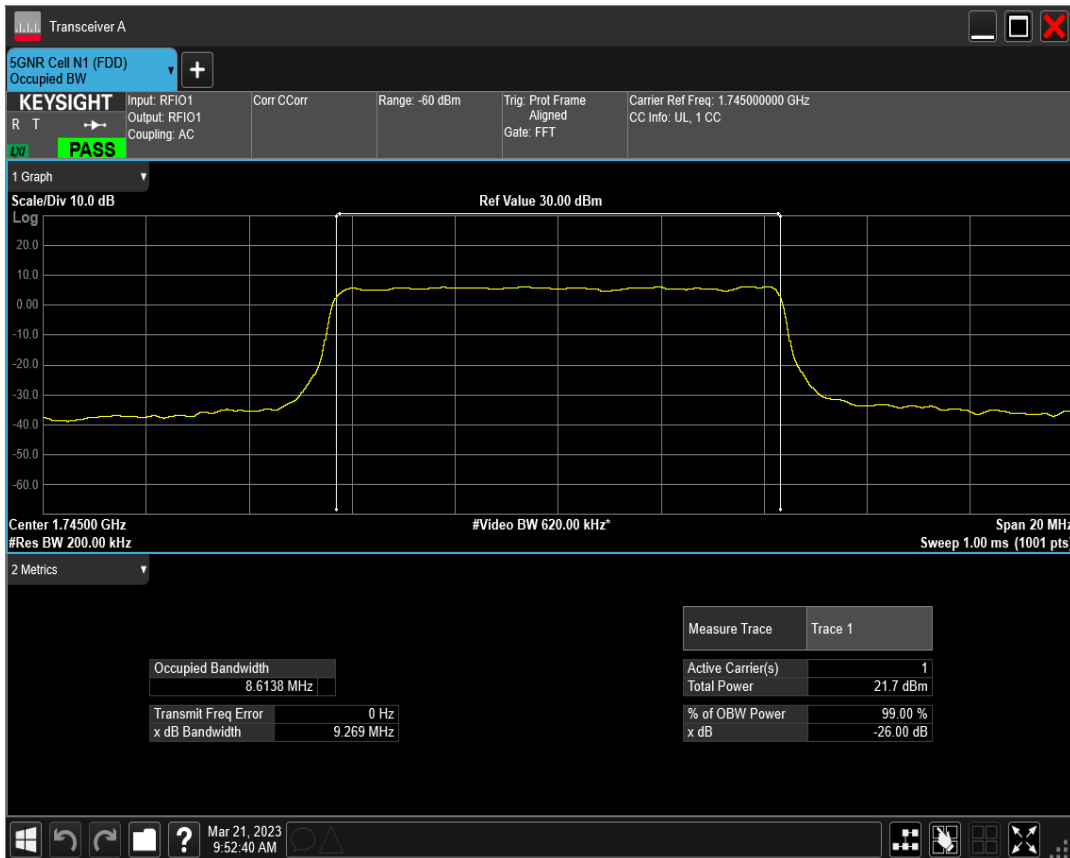 Transceiver A
5GNR Cell N1 (FDD)
Occupied BW
KEYSIGHT
R T
LXI
PASS
Input: RFIO1
Output: RFIO1
Coupling: AC
Corr CCorr
Range: -60 dBm
Trig: Prot Frame
Aligned
Gate: FFT
Carrier Ref Freq: 1.745000000 GHz
CC Info: UL, 1 CC
1 Graph
Scale/Div 10.0 dB
Ref Value 30.00 dBm
Log
20.0
10.0
0.00
-10.0
-20.0
-30.0
-40.0
-50.0
-60.0
Center 1.74500 GHz
#Video BW 620.00 kHz*
Span 20 MHz
#Res BW 200.00 kHz
Sweep 1.00 ms (1001 pts)
2 Metrics
Measure Trace Trace 1
Occupied Bandwidth
8.6138 MHz
Transmit Freq Error 0 Hz
x dB Bandwidth 9.269 MHz
Active Carrier(s) 1
Total Power 21.7 dBm
% of OBW Power 99.00 %
x dB -26.00 dB
?
Mar 21, 2023
9:52:40 AM